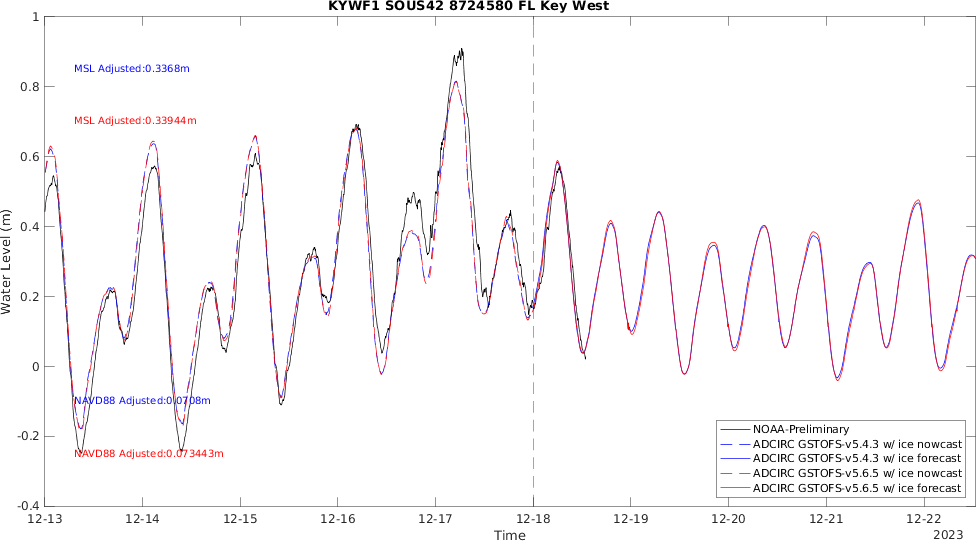 KYWF1 SOUS42 8724580 FL Key West
1
0.8
0.6
0.4
0.2
0
-0.2
-0.4
Water Level (m)
MSL Adjusted:0.3368m
MSL Adjusted:0.33944m
NAVD88 Adjusted:0.0708m
NAVD88 Adjusted:0.073443m
NOAA-Preliminary
ADCIRC GSTOFS-v5.4.3 w/ ice nowcast
ADCIRC GSTOFS-v5.4.3 w/ ice forecast
ADCIRC GSTOFS-v5.6.5 w/ ice nowcast
ADCIRC GSTOFS-v5.6.5 w/ ice forecast
12-13 12-14 12-15 12-16 12-17 12-18 12-19 12-20 12-21 12-22
Time
2023